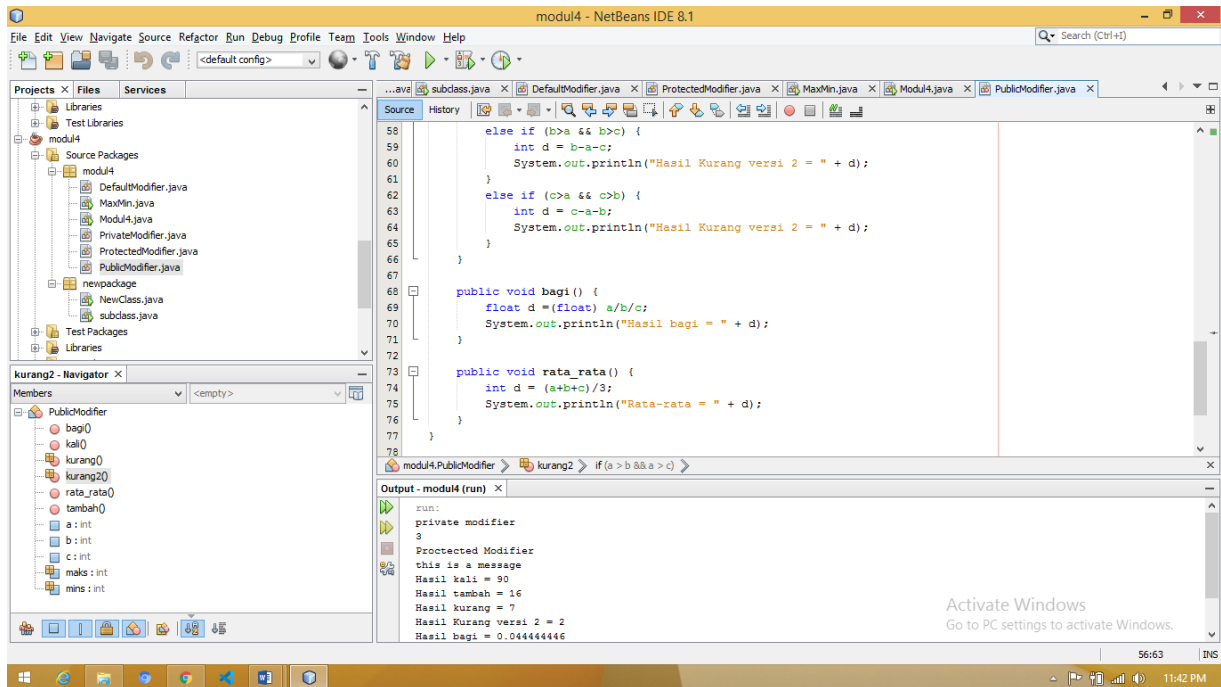 modul4 - NetBeans IDE 8.1
File Edit View Navigate Source Refactor Run Debug Profile Team Tools Window Help
Search (Ctrl+I)
<default config>
Projects Files Services
Libraries
Test Libraries
modul4
Source Packages
modul4
DefaultModifier.java
MaxMin.java
Modul4.java
PrivateModifier.java
ProtectedModifier.java
PublicModifier.java
newpackage
NewClass.java
subclass.java
Test Packages
Libraries
kurang2 - Navigator
Members <empty>
PublicModifier
bagi()
kali()
kurang()
kurang2()
rata_rata()
tambah()
a : int
b : int
c : int
maks : int
mins : int
...ava subclass.java DefaultModifier.java ProtectedModifier.java MaxMin.java Modul4.java PublicModifier.java
Source History
58 else if (b>a && b>c) {
59 int d = b-a-c;
60 System.out.println("Hasil Kurang versi 2 = " + d);
61 }
62 else if (c>a && c>b) {
63 int d = c-a-b;
64 System.out.println("Hasil Kurang versi 2 = " + d);
65 }
66 }
67
68 public void bagi() {
69 float d =(float) a/b/c;
70 System.out.println("Hasil bagi = " + d);
71 }
72
73 public void rata_rata() {
74 int d = (a+b+c)/3;
75 System.out.println("Rata-rata = " + d);
76 }
77 }
78
modul4.PublicModifier kurang2 if (a > b && a > c)
Output - modul4 (run)
run:
private modifier
3
Proctected Modifier
this is a message
Hasil kali = 90
Hasil tambah = 16
Hasil kurang = 7
Hasil Kurang versi 2 = 2
Hasil bagi = 0.044444446
Activate Windows
Go to PC settings to activate Windows.
56:63 INS
11:42 PM